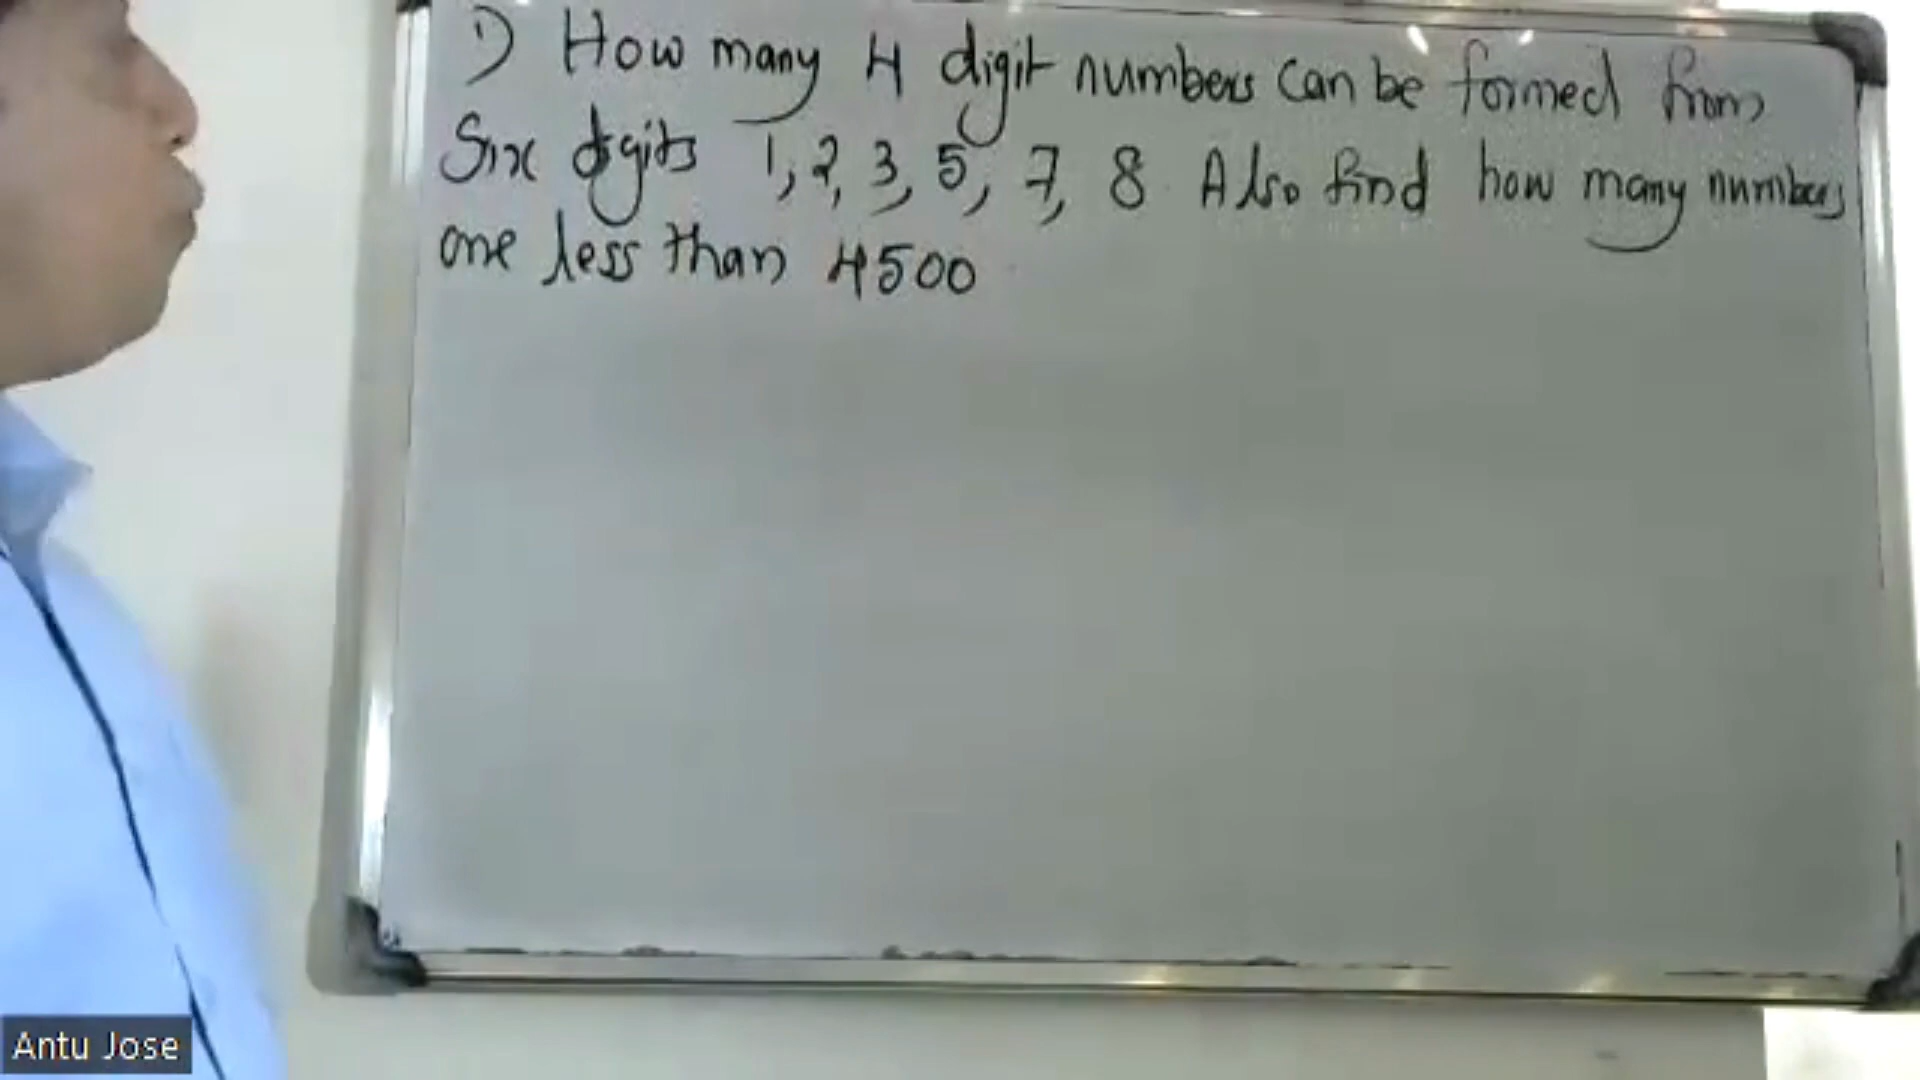 1) How many 4 digit numbers can be formed from
Six digits 1, 2, 3, 5, 7, 8. Also find how many numbers
are less than 4500
Antu Jose